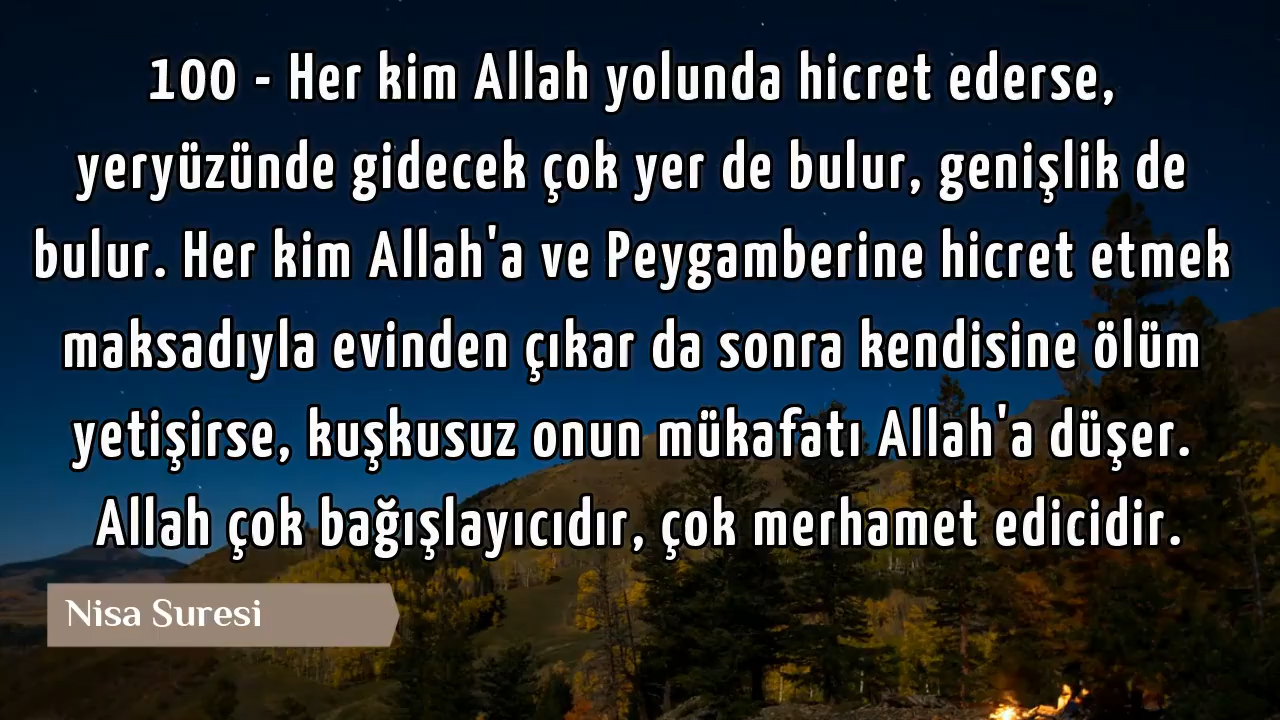 100 - Her kim Allah yolunda hicret ederse,
yeryüzünde gidecek çok yer de bulur, genişlik de
bulur. Her kim Allah'a ve Peygamberine hicret etmek
maksadıyla evinden çıkar da sonra kendisine ölüm
yetişirse, kuşkusuz onun mükafatı Allah'a düşer.
Allah çok bağışlayıcıdır, çok merhamet edicidir.
Nisa Suresi